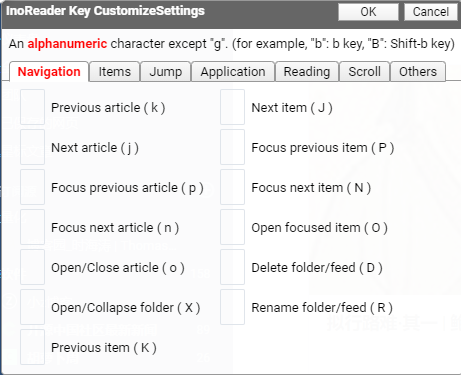 InoReader Key CustomizeSettings
OK
Cancel
An alphanumeric character except "g". (for example, "b": b key, "B": Shift-b key)
Navigation
Items
Jump
Application
Reading
Scroll
Others
Previous article ( k )
Next article ( j )
Focus previous article ( p )
Focus next article ( n )
Open/Close article ( o )
Open/Collapse folder ( X )
Previous item ( K )
Next item ( J )
Focus previous item ( P )
Focus next item ( N )
Open focused item ( O )
Delete folder/feed ( D )
Rename folder/feed ( R )